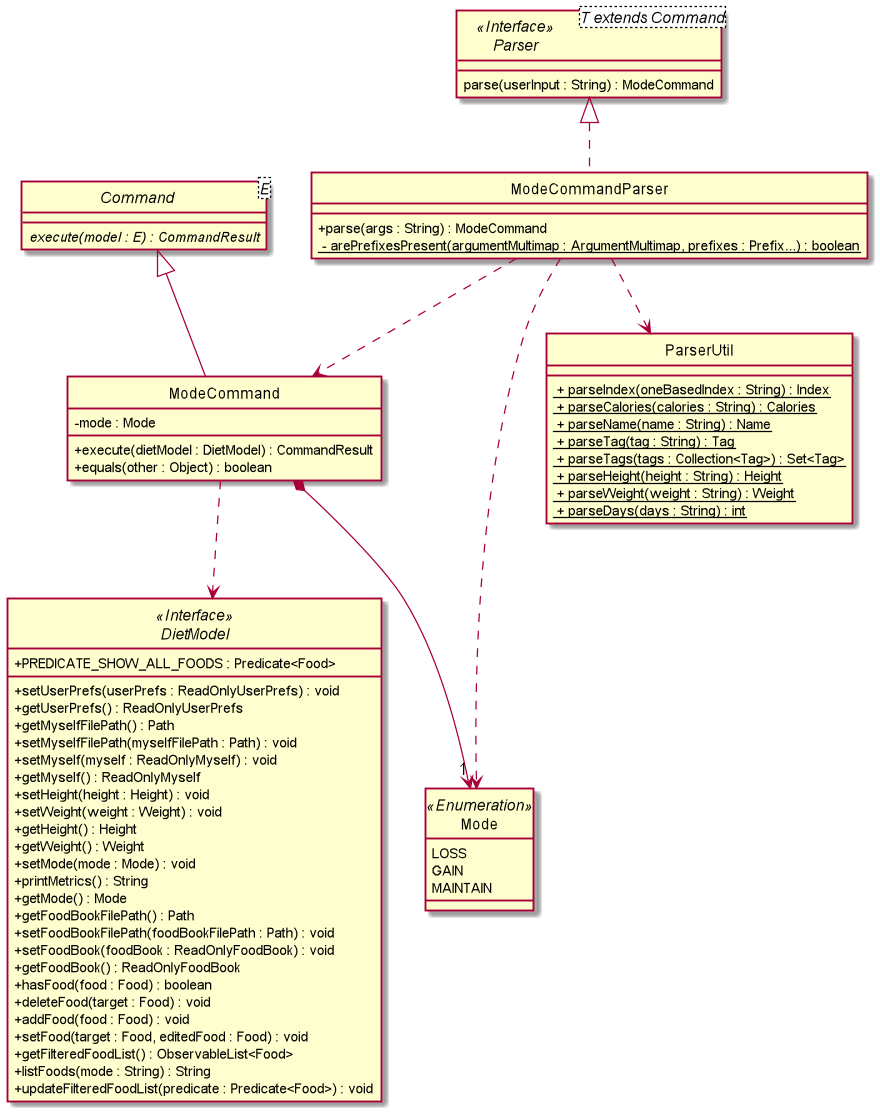 «Interface»
Parser
T extends Command
parse(userInput : String) : ModeCommand
ModeCommandParser
+parse(args : String) : ModeCommand
- arePrefixesPresent(argumentMultimap : ArgumentMultimap, prefixes : Prefix...) : boolean
Command
E
execute(model : E) : CommandResult
ParserUtil
+ parseIndex(oneBasedIndex : String) : Index
+ parseCalories(calories : String) : Calories
+ parseName(name : String) : Name
+ parseTag(tag : String) : Tag
+ parseTags(tags : Collection<Tag>) : Set<Tag>
+ parseHeight(height : String) : Height
+ parseWeight(weight : String) : Weight
+ parseDays(days : String) : int
ModeCommand
-mode : Mode
+execute(dietModel : DietModel) : CommandResult
+equals(other : Object) : boolean
«Interface»
DietModel
+PREDICATE_SHOW_ALL_FOODS : Predicate<Food>
+setUserPrefs(userPrefs : ReadOnlyUserPrefs) : void
+getUserPrefs() : ReadOnlyUserPrefs
+getMyselfFilePath() : Path
+setMyselfFilePath(myselfFilePath : Path) : void
+setMyself(myself : ReadOnlyMyself) : void
+getMyself() : ReadOnlyMyself
+setHeight(height : Height) : void
+setWeight(weight : Weight) : void
+getHeight() : Height
+getWeight() : Weight
+setMode(mode : Mode) : void
+printMetrics() : String
+getMode() : Mode
+getFoodBookFilePath() : Path
+setFoodBookFilePath(foodBookFilePath : Path) : void
+setFoodBook(foodBook : ReadOnlyFoodBook) : void
+getFoodBook() : ReadOnlyFoodBook
+hasFood(food : Food) : boolean
+deleteFood(target : Food) : void
+addFood(food : Food) : void
+setFood(target : Food, editedFood : Food) : void
+getFilteredFoodList() : ObservableList<Food>
+listFoods(mode : String) : String
+updateFilteredFoodList(predicate : Predicate<Food>) : void
1
«Enumeration»
Mode
LOSS
GAIN
MAINTAIN